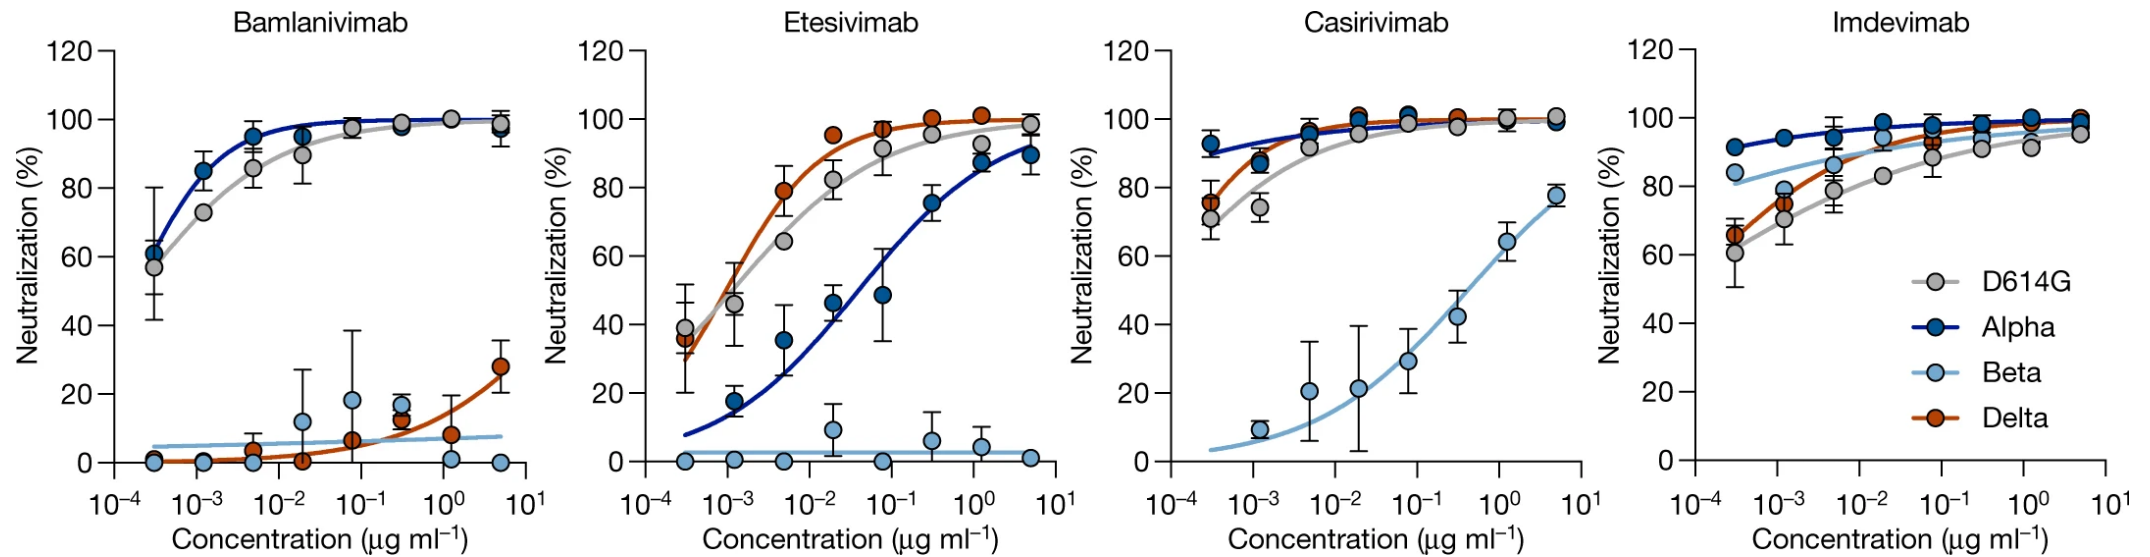 Bamlanivimab
120
100
80
60
40
20
0
Neutralization (%)
10⁻⁴ 10⁻³ 10⁻² 10⁻¹ 10⁰ 10¹
Concentration (μg ml⁻¹)
Etesivimab
120
100
80
60
40
20
0
Neutralization (%)
10⁻⁴ 10⁻³ 10⁻² 10⁻¹ 10⁰ 10¹
Concentration (μg ml⁻¹)
Casirivimab
120
100
80
60
40
20
0
Neutralization (%)
10⁻⁴ 10⁻³ 10⁻² 10⁻¹ 10⁰ 10¹
Concentration (μg ml⁻¹)
Imdevimab
120
100
80
60
40
20
0
Neutralization (%)
10⁻⁴ 10⁻³ 10⁻² 10⁻¹ 10⁰ 10¹
Concentration (μg ml⁻¹)
D614G
Alpha
Beta
Delta